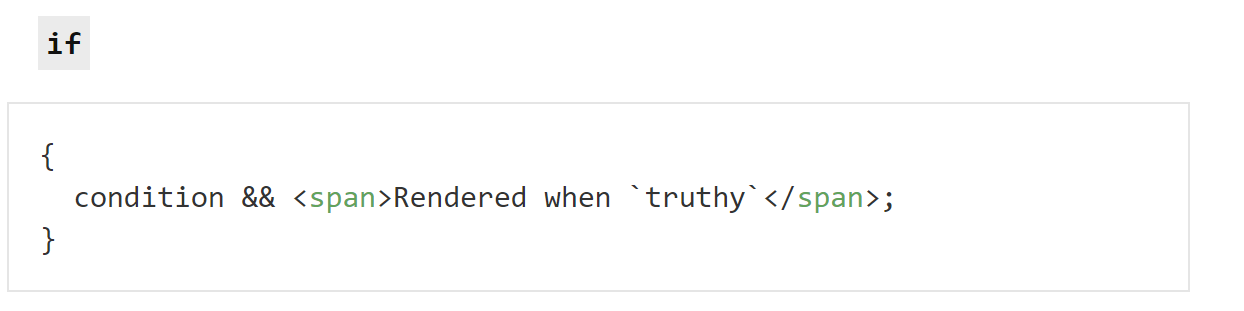 if
{
  condition && <span>Rendered when `truthy`</span>;
}